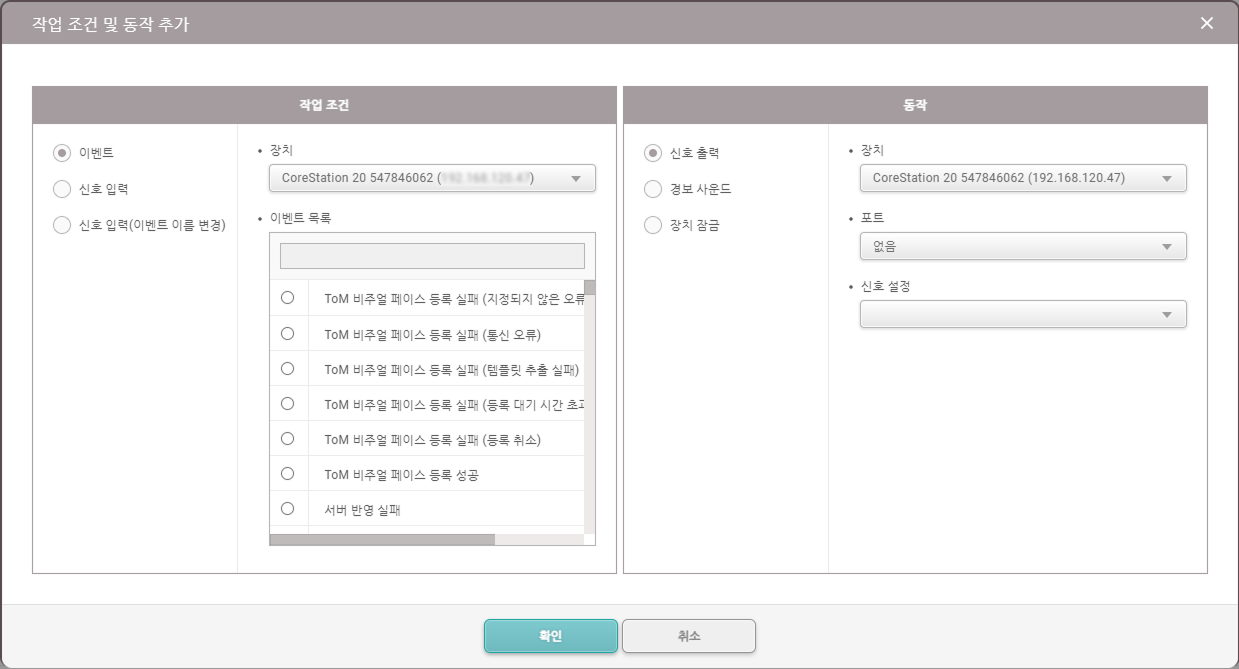 작업 조건 및 동작 추가
작업 조건
이벤트
신호 입력
신호 입력(이벤트 이름 변경)
• 장치
CoreStation 20 547846062 ( )
• 이벤트 목록
ToM 비주얼 페이스 등록 실패 (지정되지 않은 오류
ToM 비주얼 페이스 등록 실패 (통신 오류)
ToM 비주얼 페이스 등록 실패 (템플릿 추출 실패)
ToM 비주얼 페이스 등록 실패 (등록 대기 시간 초과
ToM 비주얼 페이스 등록 실패 (등록 취소)
ToM 비주얼 페이스 등록 성공
서버 반영 실패
동작
신호 출력
경보 사운드
장치 잠금
• 장치
CoreStation 20 547846062 (192.168.120.47)
• 포트
없음
• 신호 설정
확인
취소